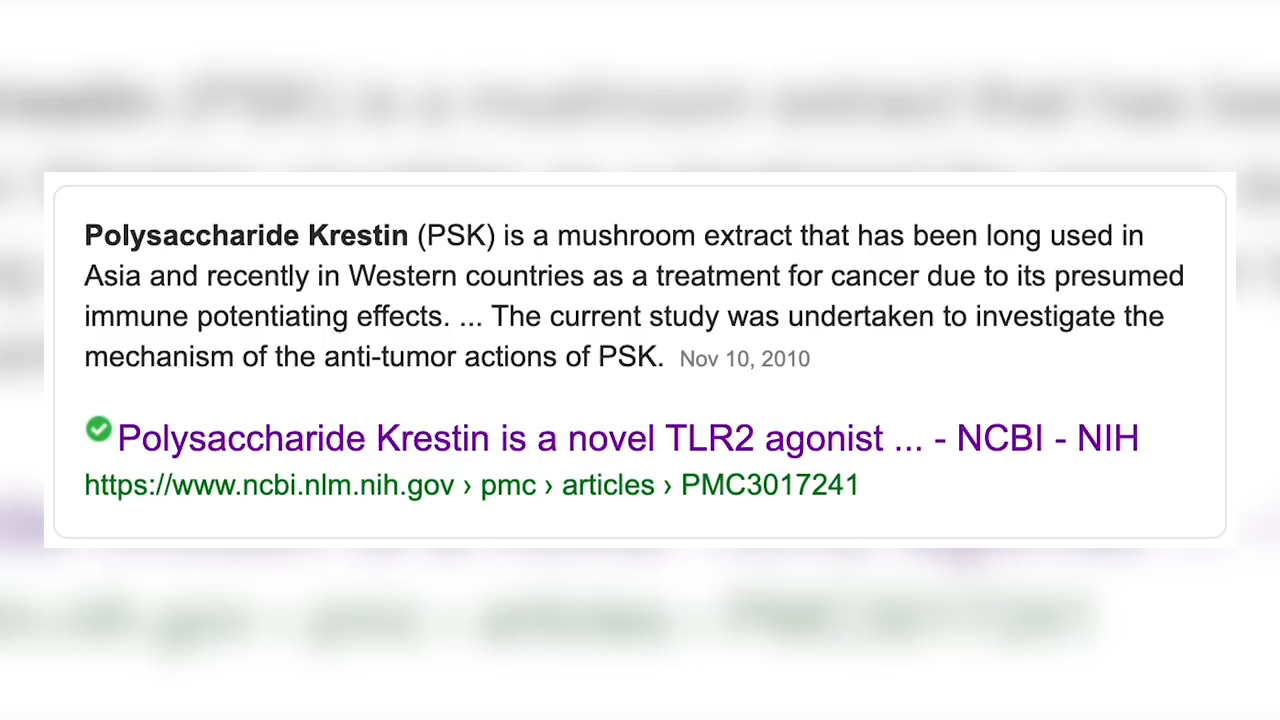 Polysaccharide Krestin (PSK) is a mushroom extract that has been long used in
Asia and recently in Western countries as a treatment for cancer due to its presumed
immune potentiating effects. ... The current study was undertaken to investigate the
mechanism of the anti-tumor actions of PSK. Nov 10, 2010
Polysaccharide Krestin is a novel TLR2 agonist ... - NCBI - NIH
https://www.ncbi.nlm.nih.gov › pmc › articles › PMC3017241